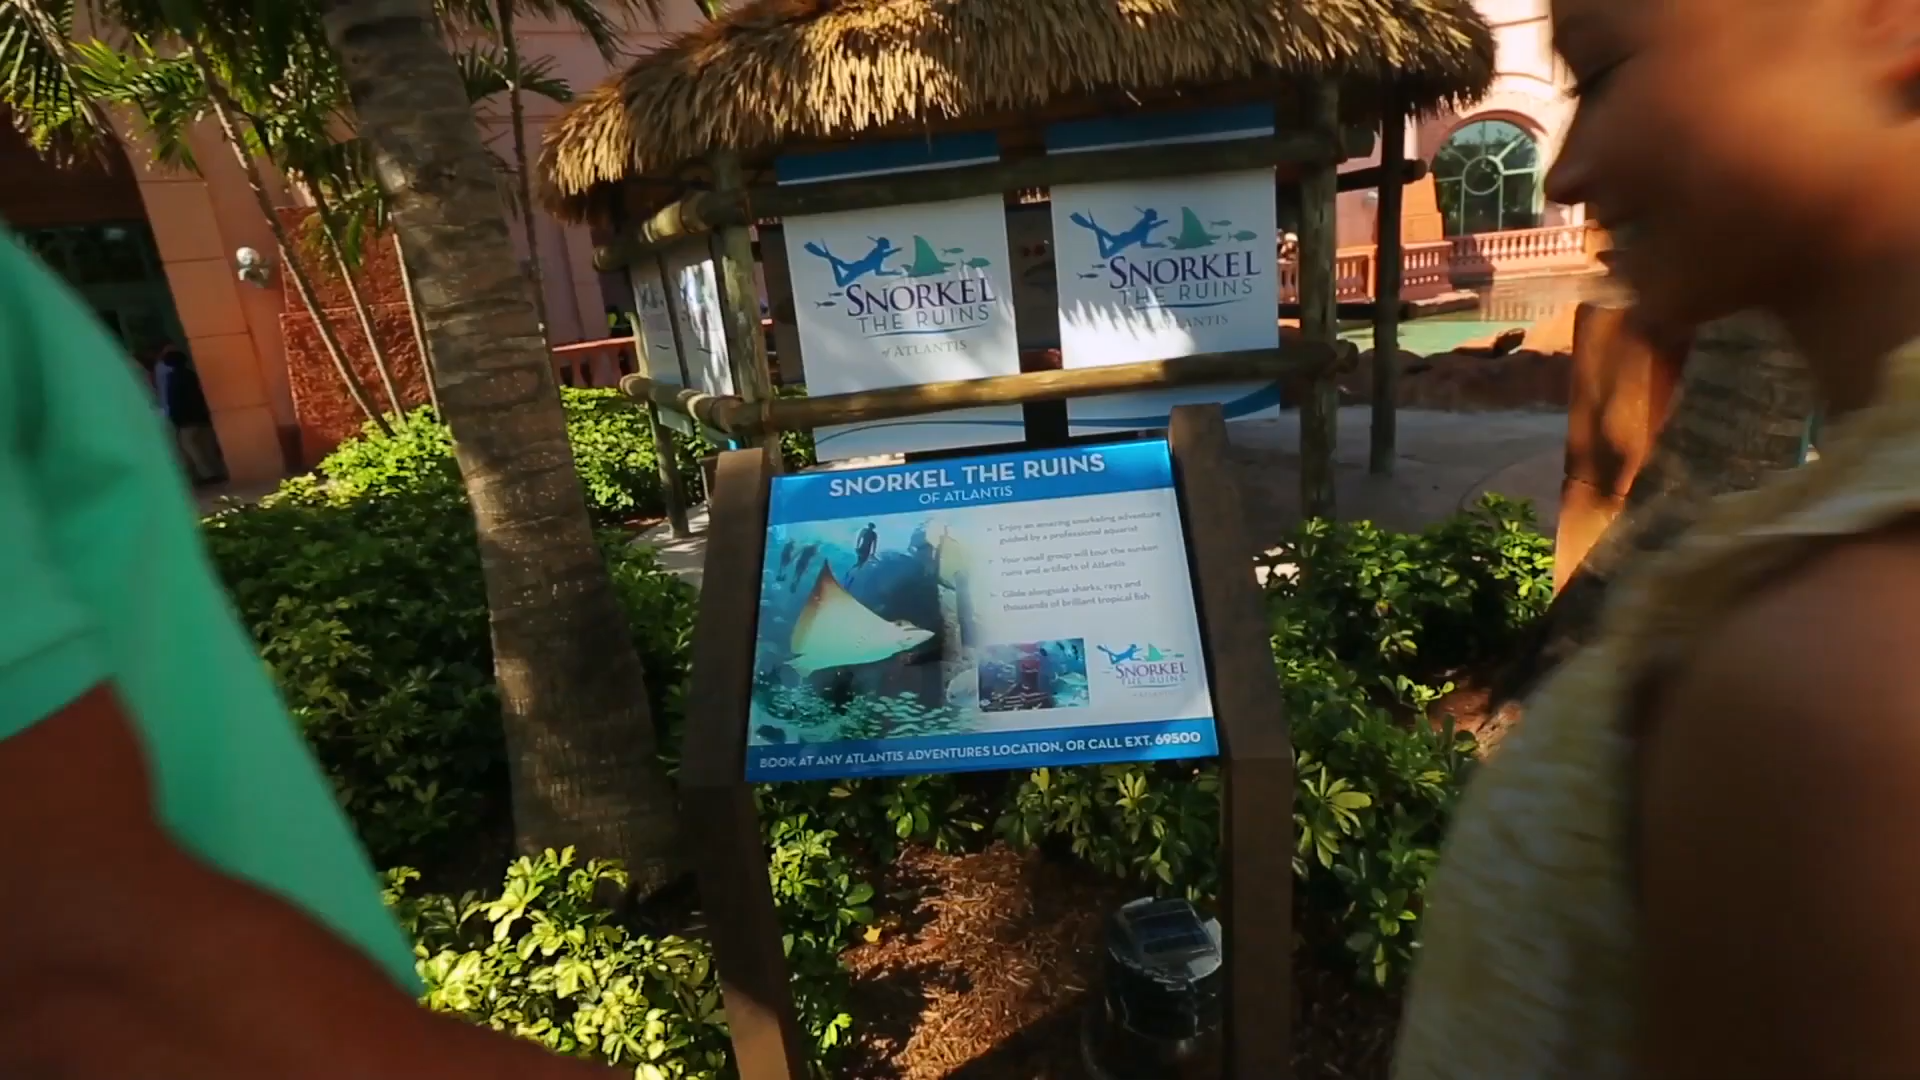 SNORKEL
THE RUINS
of ATLANTIS
SNORKEL
THE RUINS
ATLANTIS
SNORKEL THE RUINS
OF ATLANTIS
Enjoy an amazing snorkeling adventure
guided by a professional aquarist
Your small group will tour the sunken
ruins and artifacts of Atlantis
Glide alongside sharks, rays and
thousands of brilliant tropical fish
SNORKEL
THE RUINS
BOOK AT ANY ATLANTIS ADVENTURES LOCATION, OR CALL EXT. 69500